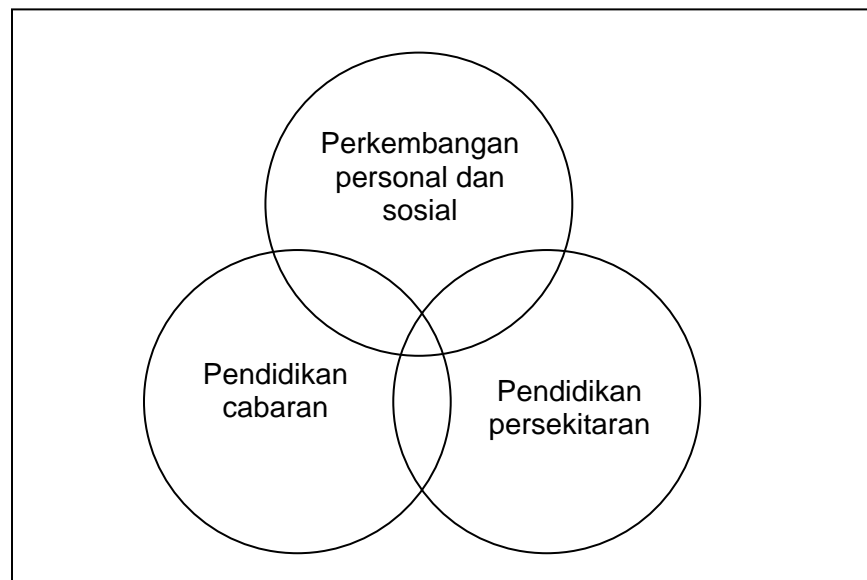 Perkembangan
personal dan
sosial
Pendidikan
cabaran
Pendidikan
persekitaran